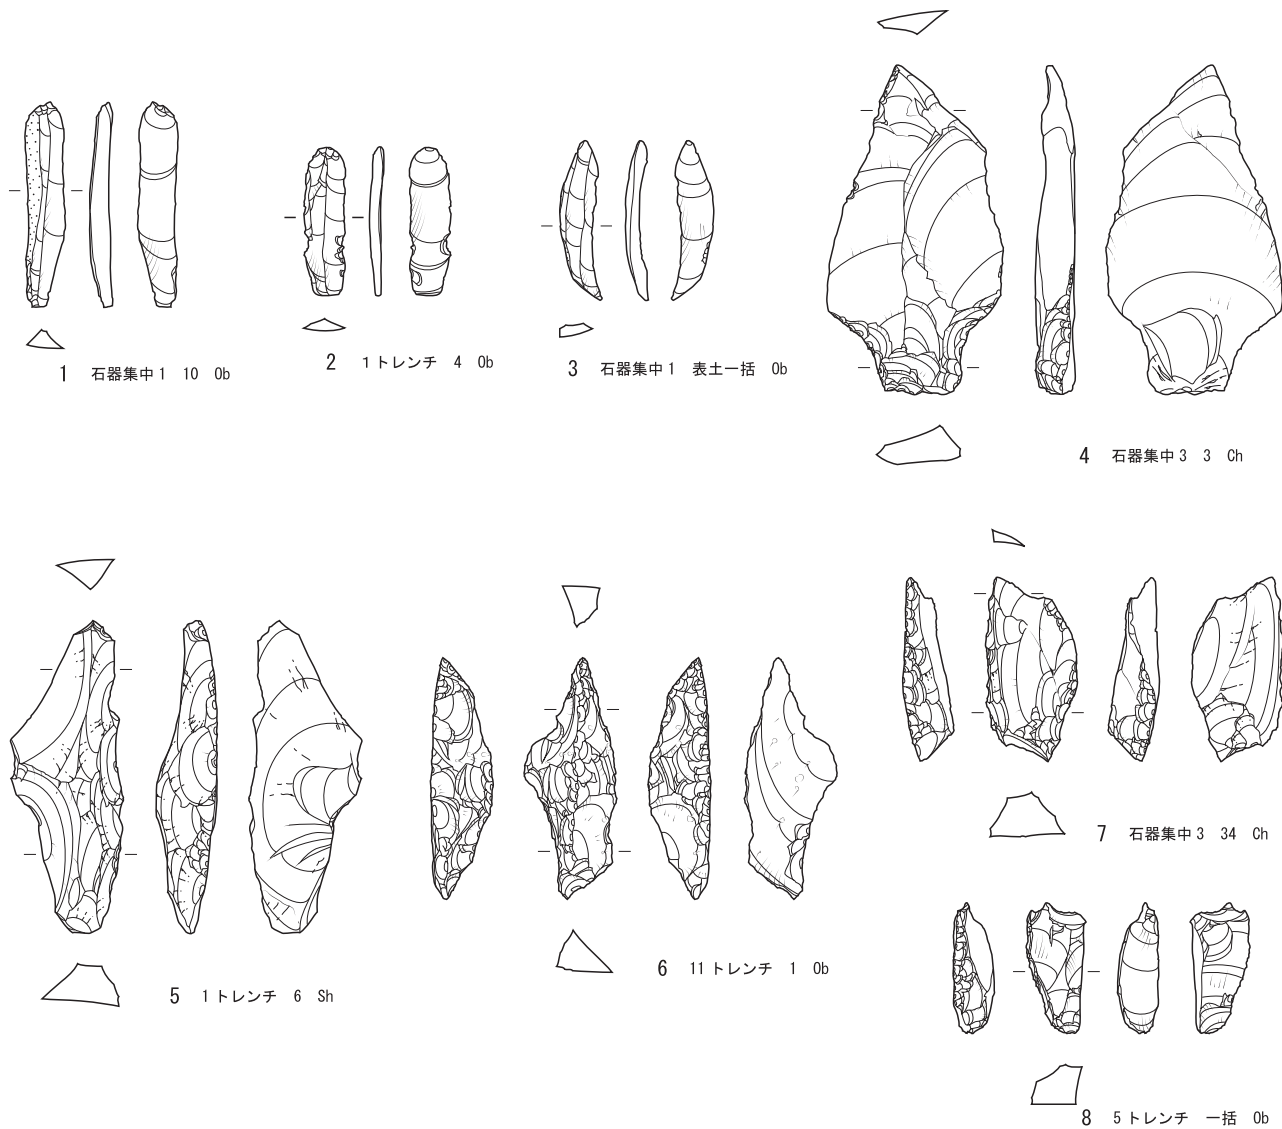 1 石器集中1 10 Ob
2 1トレンチ 4 Ob
3 石器集中1 表土一括 Ob
4 石器集中3 3 Ch
5 1トレンチ 6 Sh
6 11トレンチ 1 Ob
7 石器集中3 34 Ch
8 5トレンチ 一括 Ob